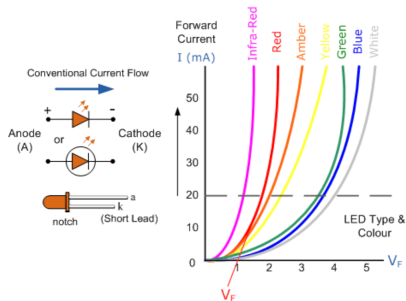 Conventional Current Flow
+ -
Anode
(A)
or
Cathode
(K)
a
k
notch
(Short Lead)
Forward
Current
I (mA)
Infra-Red
Red
Amber
Yellow
Green
Blue
White
50
40
30
20
10
0
1 2 3 4 5 VF
VF
LED Type &
Colour